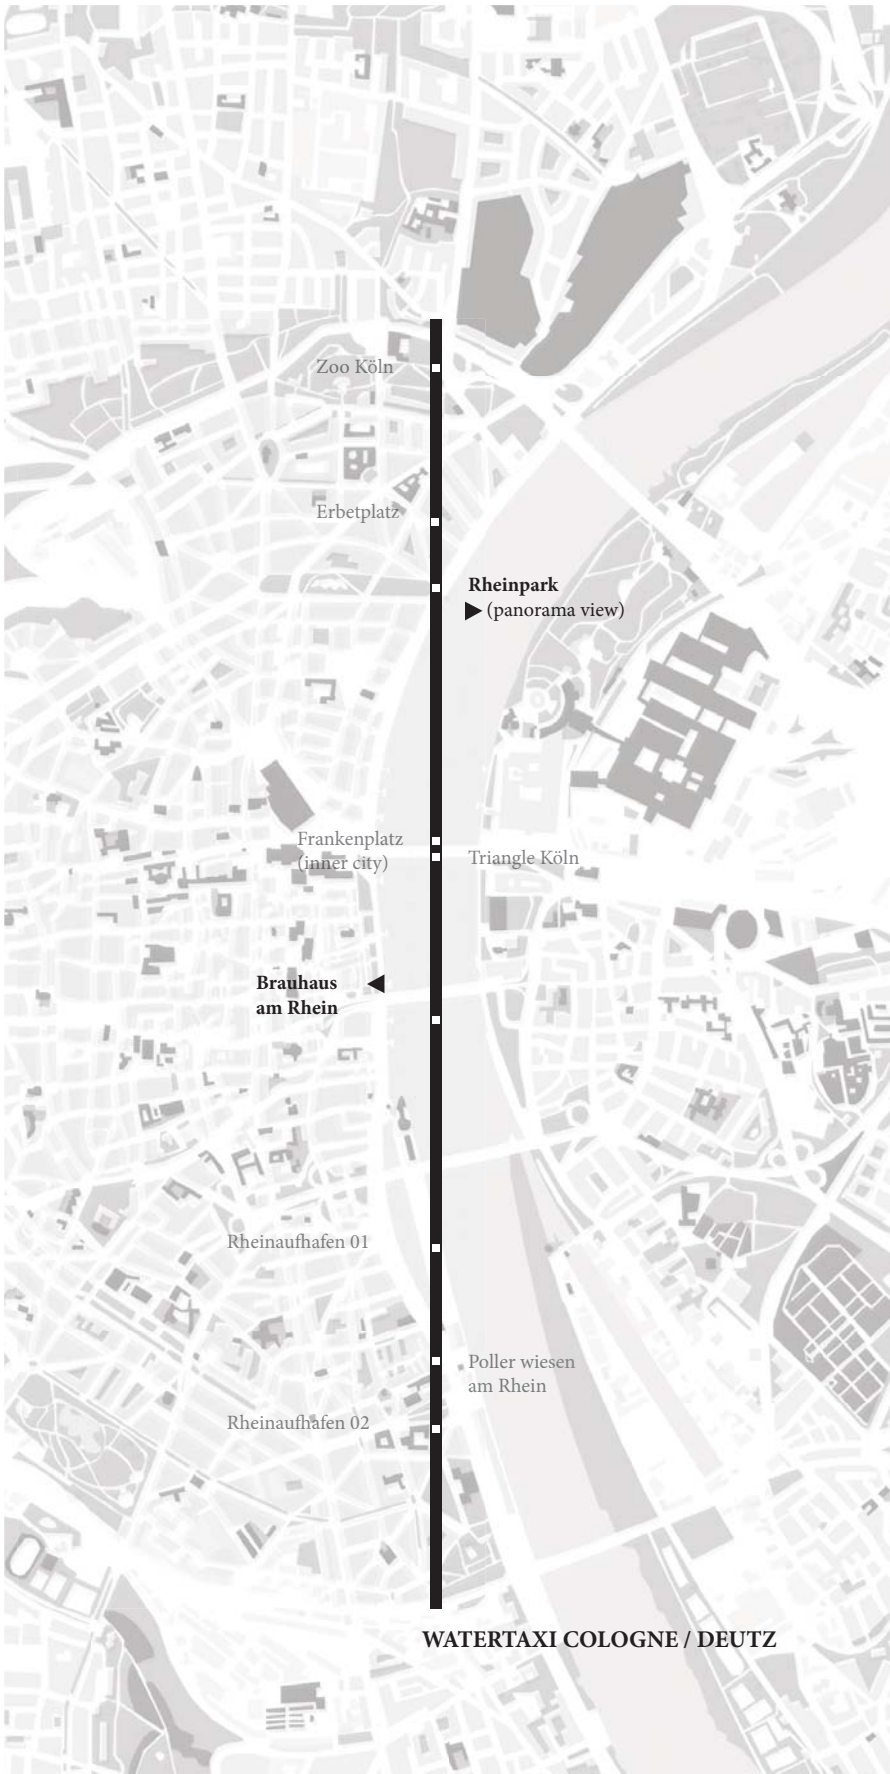 Zoo Köln
Erbetplatz
Rheinpark
(panorama view)
Frankenplatz
(inner city)
Triangle Köln
Brauhaus
am Rhein
Rheinaufhafen 01
Poller wiesen
am Rhein
Rheinaufhafen 02
WATERTAXI COLOGNE / DEUTZ